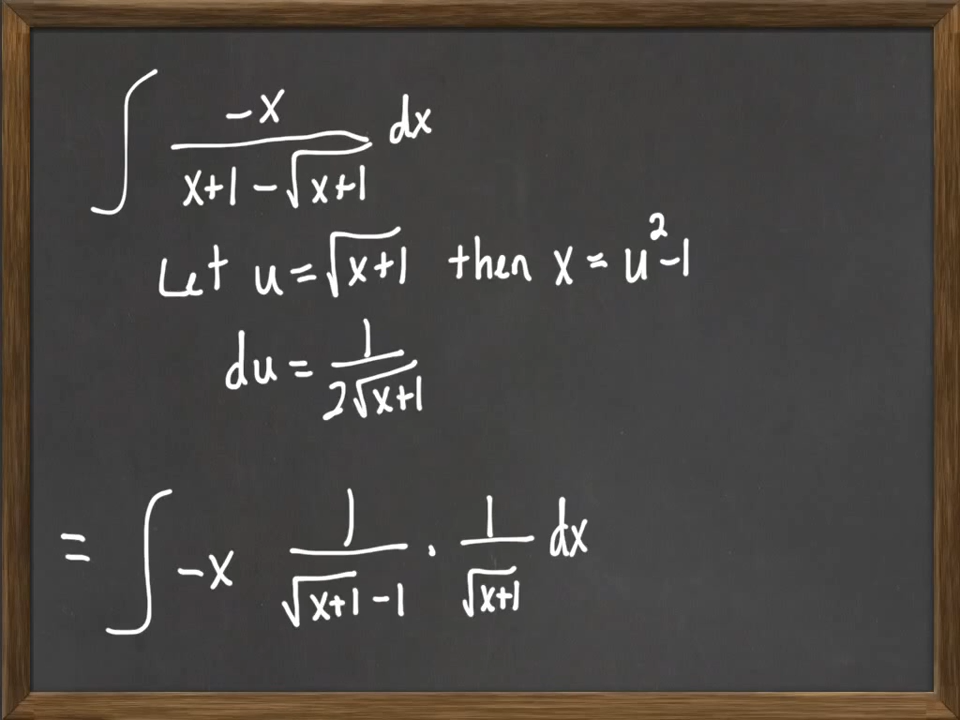 ∫ -x / (x+1 - √(x+1)) dx
Let u = √(x+1) then x = u²-1
du = 1 / (2√(x+1))
= ∫ -x 1 / (√(x+1) - 1) · 1 / √(x+1) dx